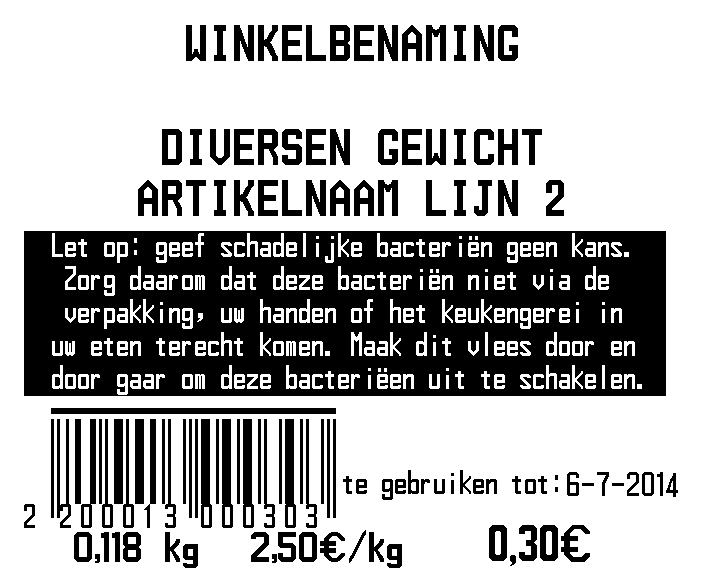 WINKELBENAMING
DIVERSEN GEWICHT
ARTIKELNAAM LIJN 2
Let op: geef schadelijke bacteriën geen kans.
Zorg daarom dat deze bacteriën niet via de
verpakking, uw handen of het keukengerei in
uw eten terecht komen. Maak dit vlees door en
door gaar om deze bacteriëen uit te schakelen.
te gebruiken tot: 6-7-2014
2 200013 000303
0,118 kg 2,50€/kg 0,30€